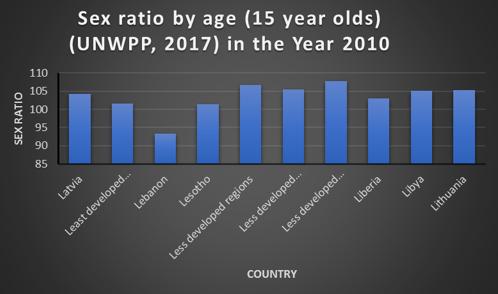 Sex ratio by age (15 year olds)
(UNWPP, 2017) in the Year 2010
SEX RATIO
110
105
100
95
90
85
Latvia
Least developed...
Lebanon
Lesotho
Less developed regions
Less developed...
Less developed...
Liberia
Libya
Lithuania
COUNTRY